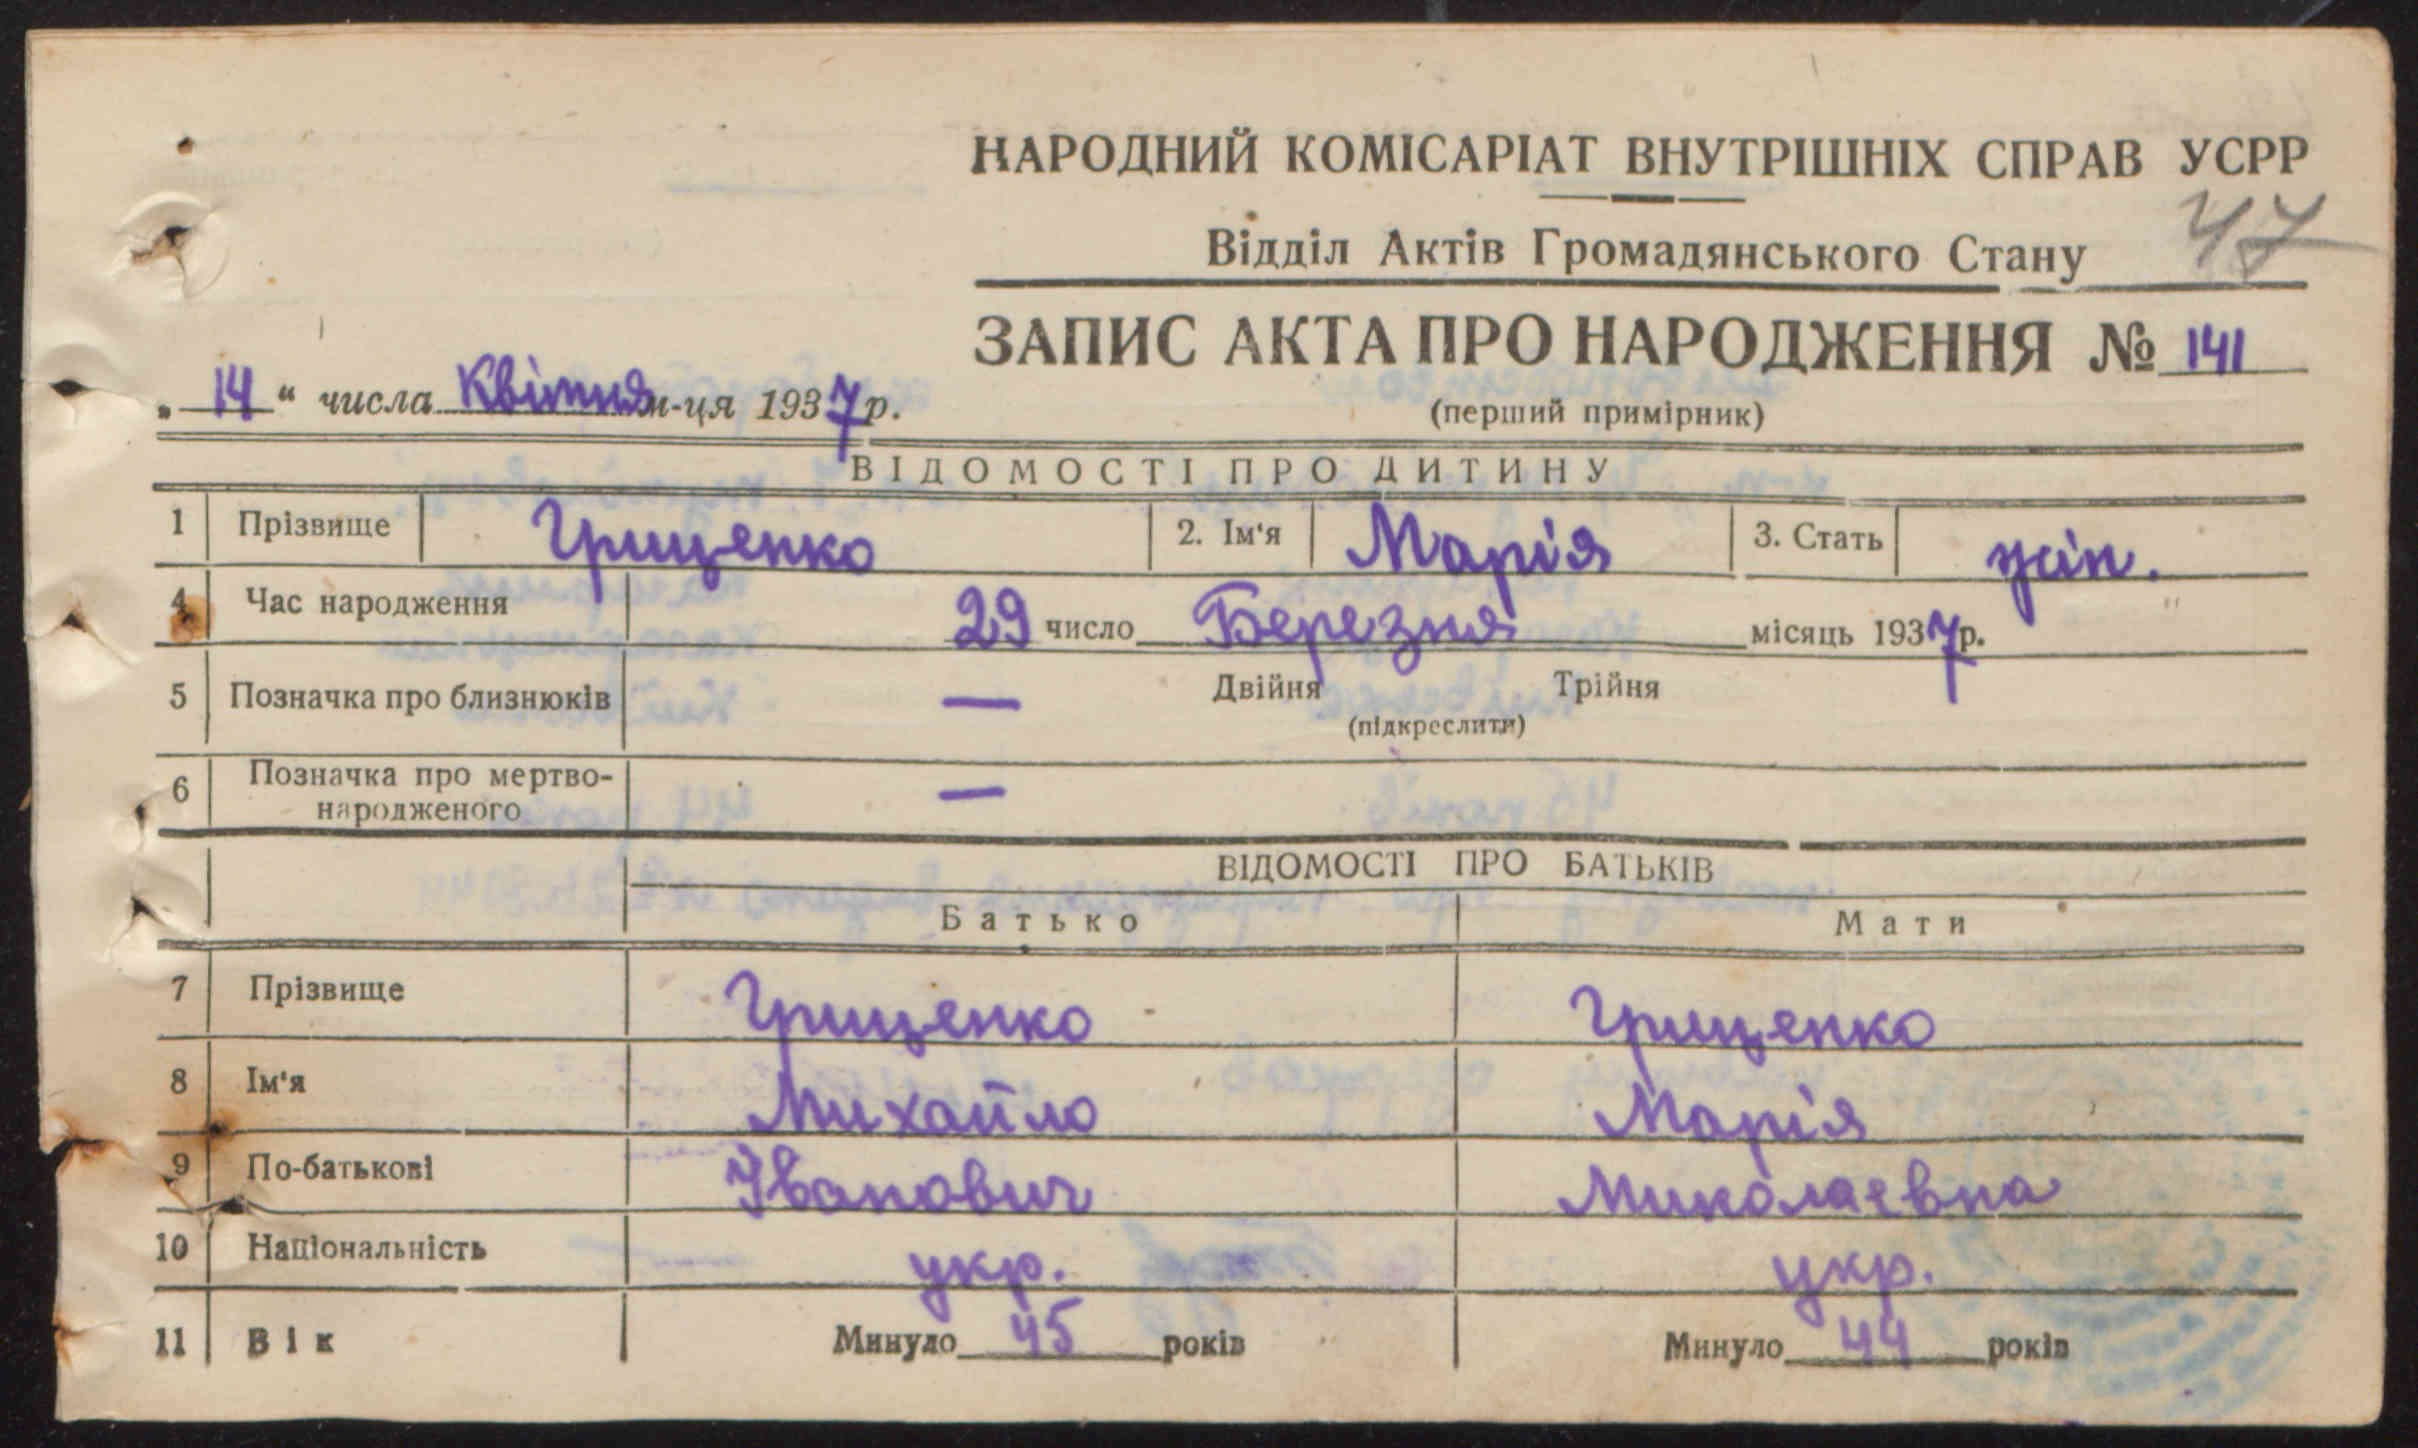 НАРОДНИЙ КОМІСАРІАТ ВНУТРІШНІХ СПРАВ УСРР
47
Відділ Актів Громадянського Стану
ЗАПИС АКТА ПРО НАРОДЖЕННЯ № 141
„ 14 “ числа Квітня м-ця 1937 р.
(перший примірник)
ВІДОМОСТІ ПРО ДИТИНУ
1 Прізвище Грищенко 2. Ім‘я Марія 3. Стать жін.
4 Час народження 29 число Березня місяць 1937 р.
5 Позначка про близнюків — Двійня Трійня
(підкреслити)
6 Позначка про мертво-
народженого —
ВІДОМОСТІ ПРО БАТЬКІВ
Батько Мати
7 Прізвище Грищенко Грищенко
8 Ім‘я Михайло Марія
9 По-батькові Іванович Миколаевна
10 Національність укр. укр.
11 Вік Минуло 45 років Минуло 44 років